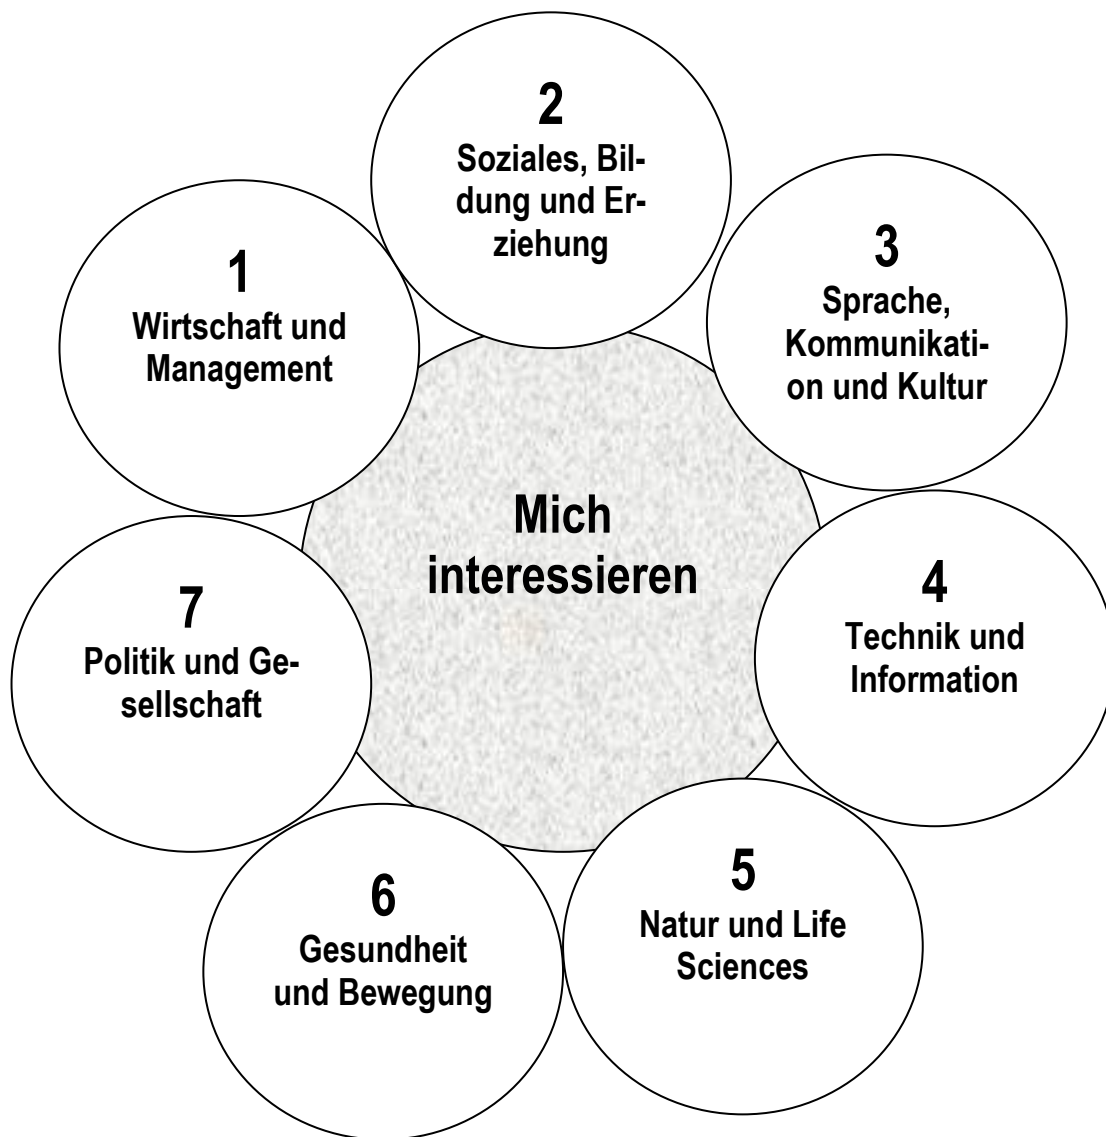 1
Wirtschaft und
Management
2
Soziales, Bil-
dung und Er-
ziehung
3
Sprache,
Kommunikati-
on und Kultur
4
Technik und
Information
5
Natur und Life
Sciences
6
Gesundheit
und Bewegung
7
Politik und Ge-
sellschaft
Mich
interessieren